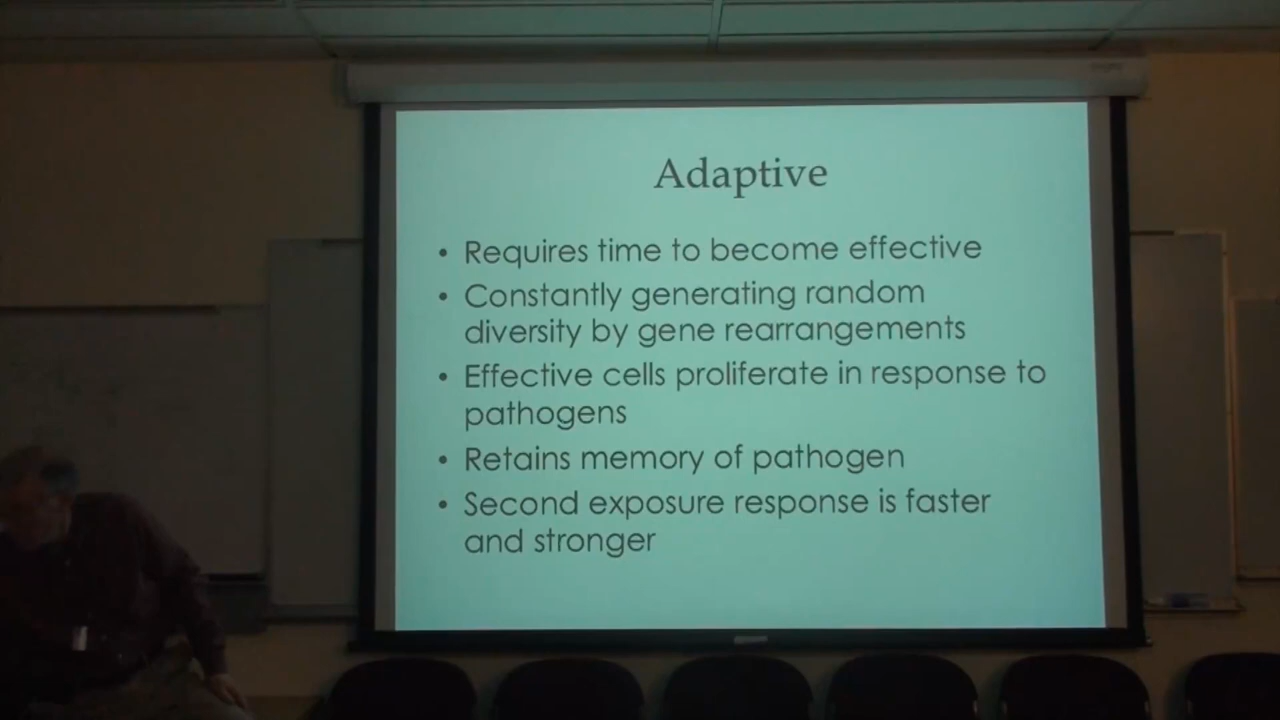 Adaptive
• Requires time to become effective
• Constantly generating random
diversity by gene rearrangements
• Effective cells proliferate in response to
pathogens
• Retains memory of pathogen
• Second exposure response is faster
and stronger